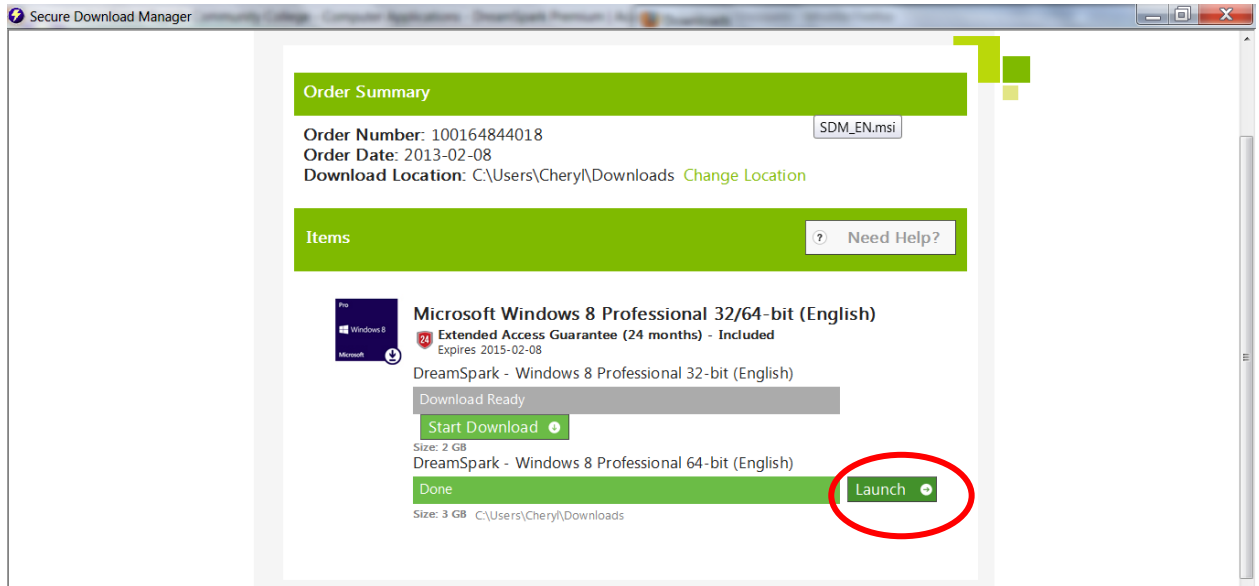 Secure Download Manager
Order Summary
SDM_EN.msi
Order Number: 100164844018
Order Date: 2013-02-08
Download Location: C:\Users\Cheryl\Downloads Change Location
Items
? Need Help?
Pro
Windows 8
Microsoft
Microsoft Windows 8 Professional 32/64-bit (English)
24 Extended Access Guarantee (24 months) - Included
Expires 2015-02-08
DreamSpark - Windows 8 Professional 32-bit (English)
Download Ready
Start Download
Size: 2 GB
DreamSpark - Windows 8 Professional 64-bit (English)
Done
Launch
Size: 3 GB C:\Users\Cheryl\Downloads